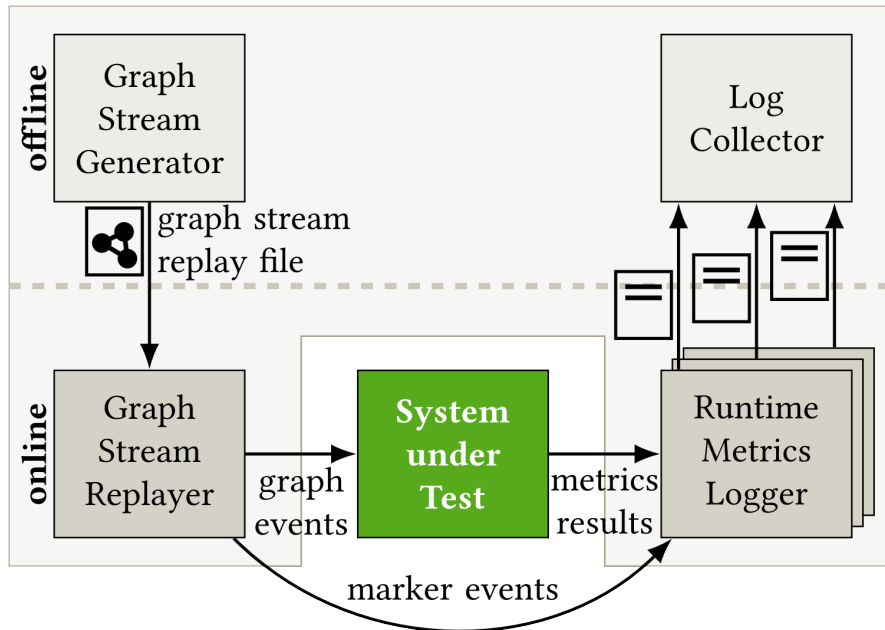 offline
Graph
Stream
Generator
Log
Collector
graph stream
replay file
online
Graph
Stream
Replayer
graph
events
System
under
Test
metrics
results
Runtime
Metrics
Logger
marker events